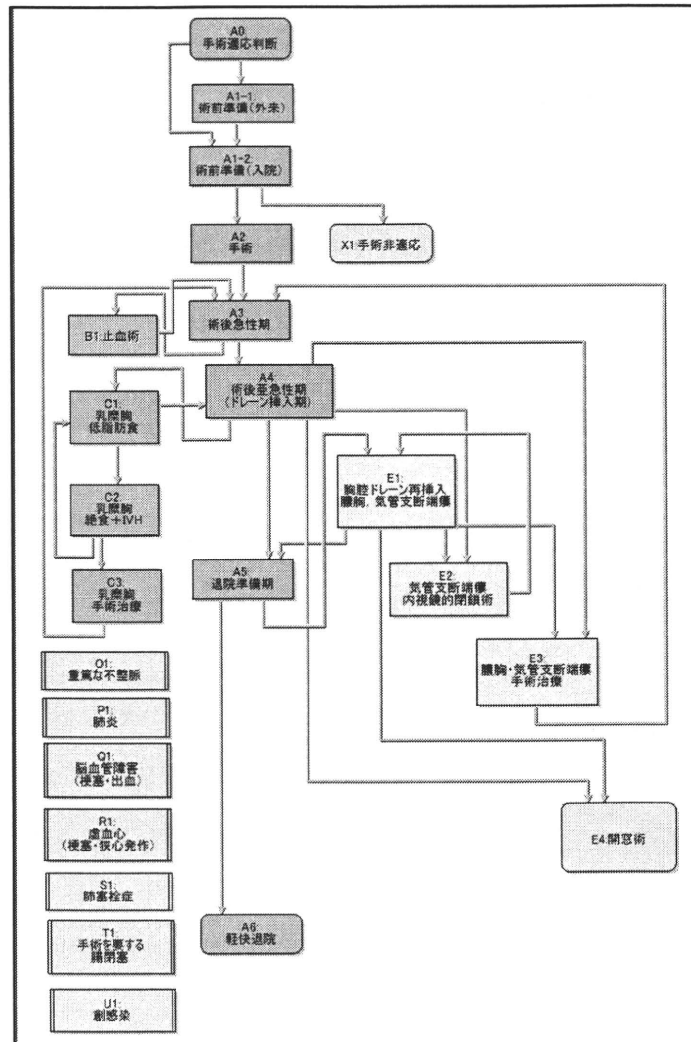 A0
手術適応判断
A1-1
術前準備(外来)
A1-2:
術前準備(入院)
A2
手術
X1:手術非適応
A3
術後急性期
B1:止血術
A4
術後亜急性期
(ドレーン挿入期)
C1:
乳糜胸
低脂肪食
E1:
胸腔ドレーン再挿入
膿胸、気管支断端瘻
C2
乳糜胸
絶食+IVH
A5
退院準備期
E2:
気管支断端瘻
内視鏡的閉鎖術
C3:
乳糜胸
手術治療
E3:
膿胸・気管支断端瘻
手術治療
O1:
重篤な不整脈
P1:
肺炎
Q1:
脳血管障害
(梗塞・出血)
R1:
虚血心
(梗塞・狭心発作)
E4:開窓術
S1:
肺塞栓症
A6
軽快退院
T1
手術を要する
腸閉塞
U1:
創感染